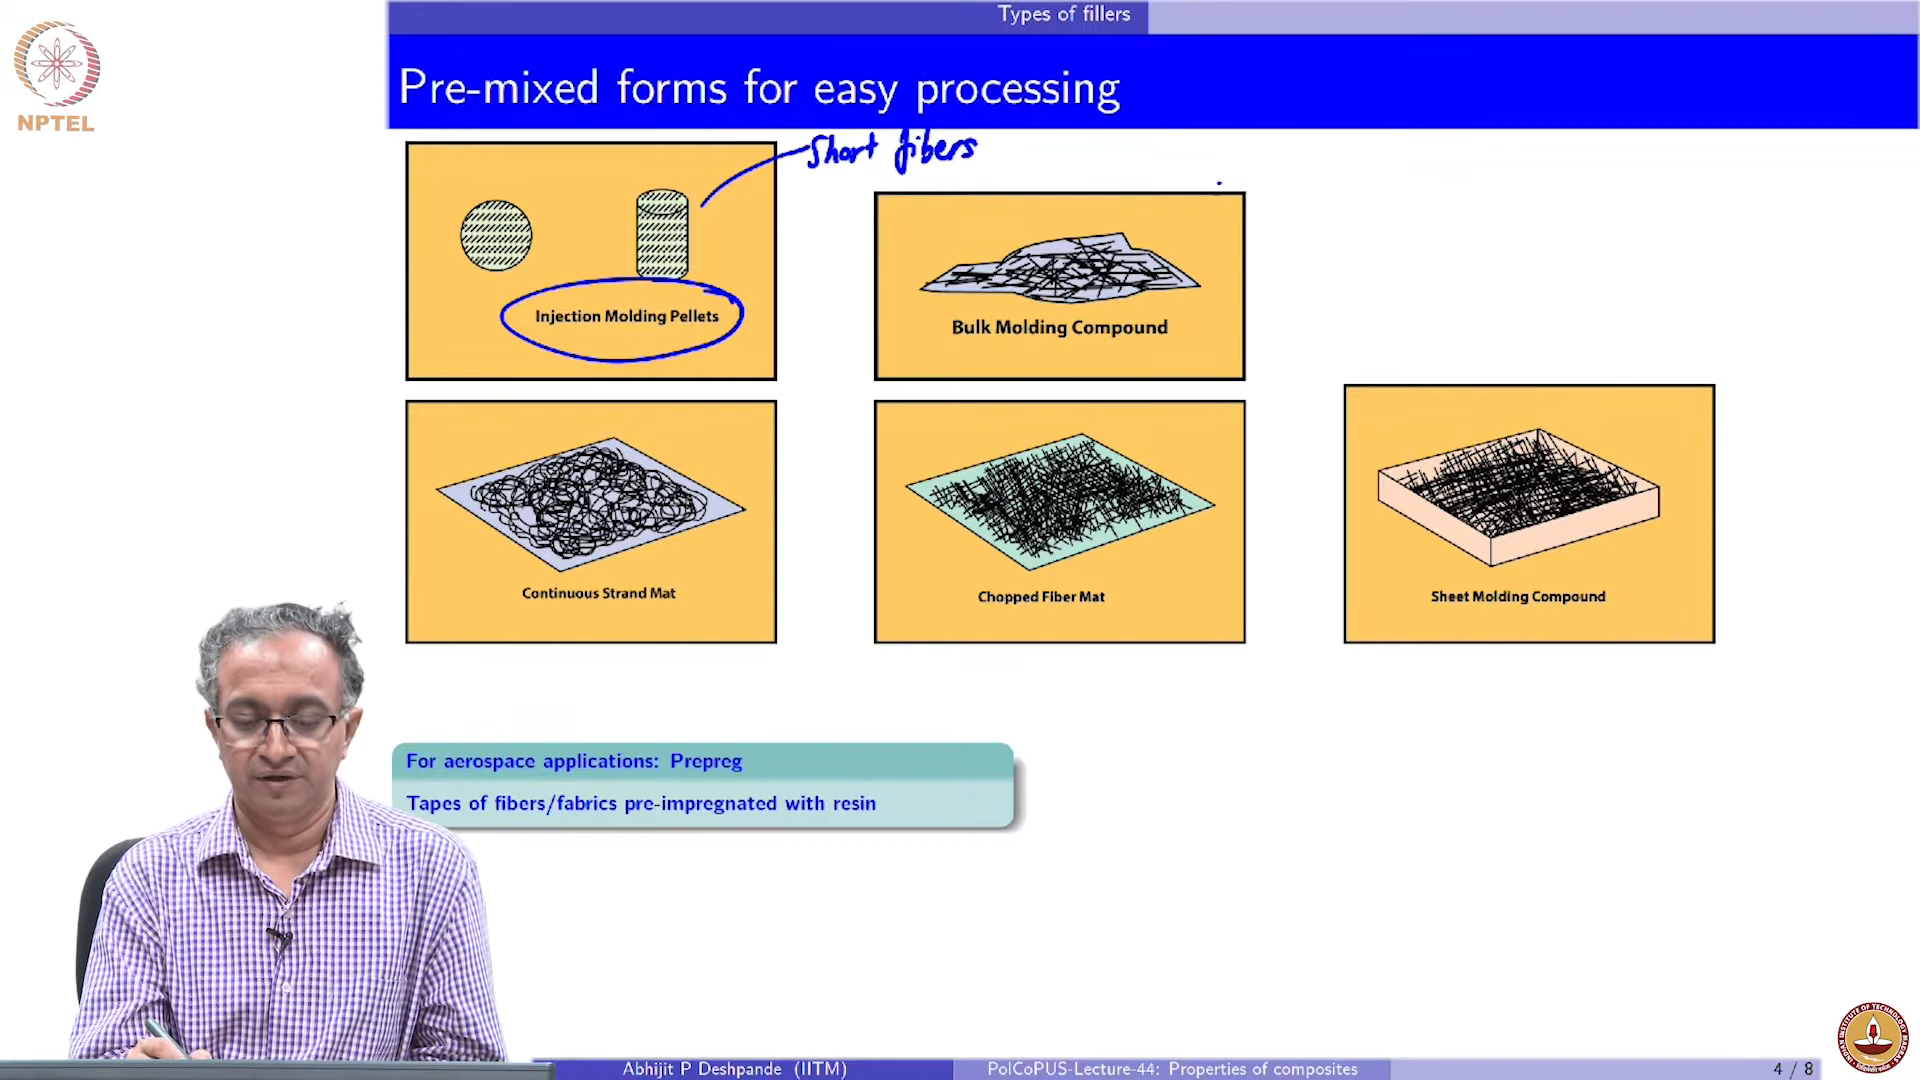 Types of fillers
NPTEL
Pre-mixed forms for easy processing
Short fibers
Injection Molding Pellets
Bulk Molding Compound
Continuous Strand Mat
Chopped Fiber Mat
Sheet Molding Compound
For aerospace applications: Prepreg
Tapes of fibers/fabrics pre-impregnated with resin
Abhijit P Deshpande (IITM)
PolCoPUS-Lecture-44: Properties of composites
4 / 8